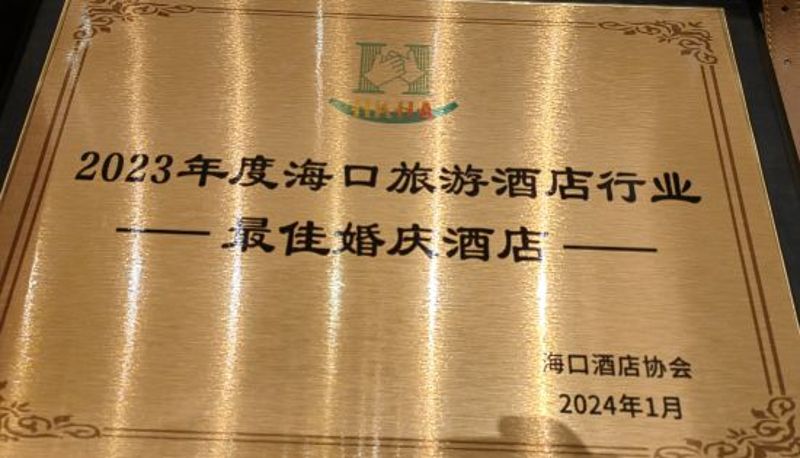 HKHA
2023年度海口旅游酒店行业
—— 最佳婚庆酒店 ——
海口酒店协会
2024年1月